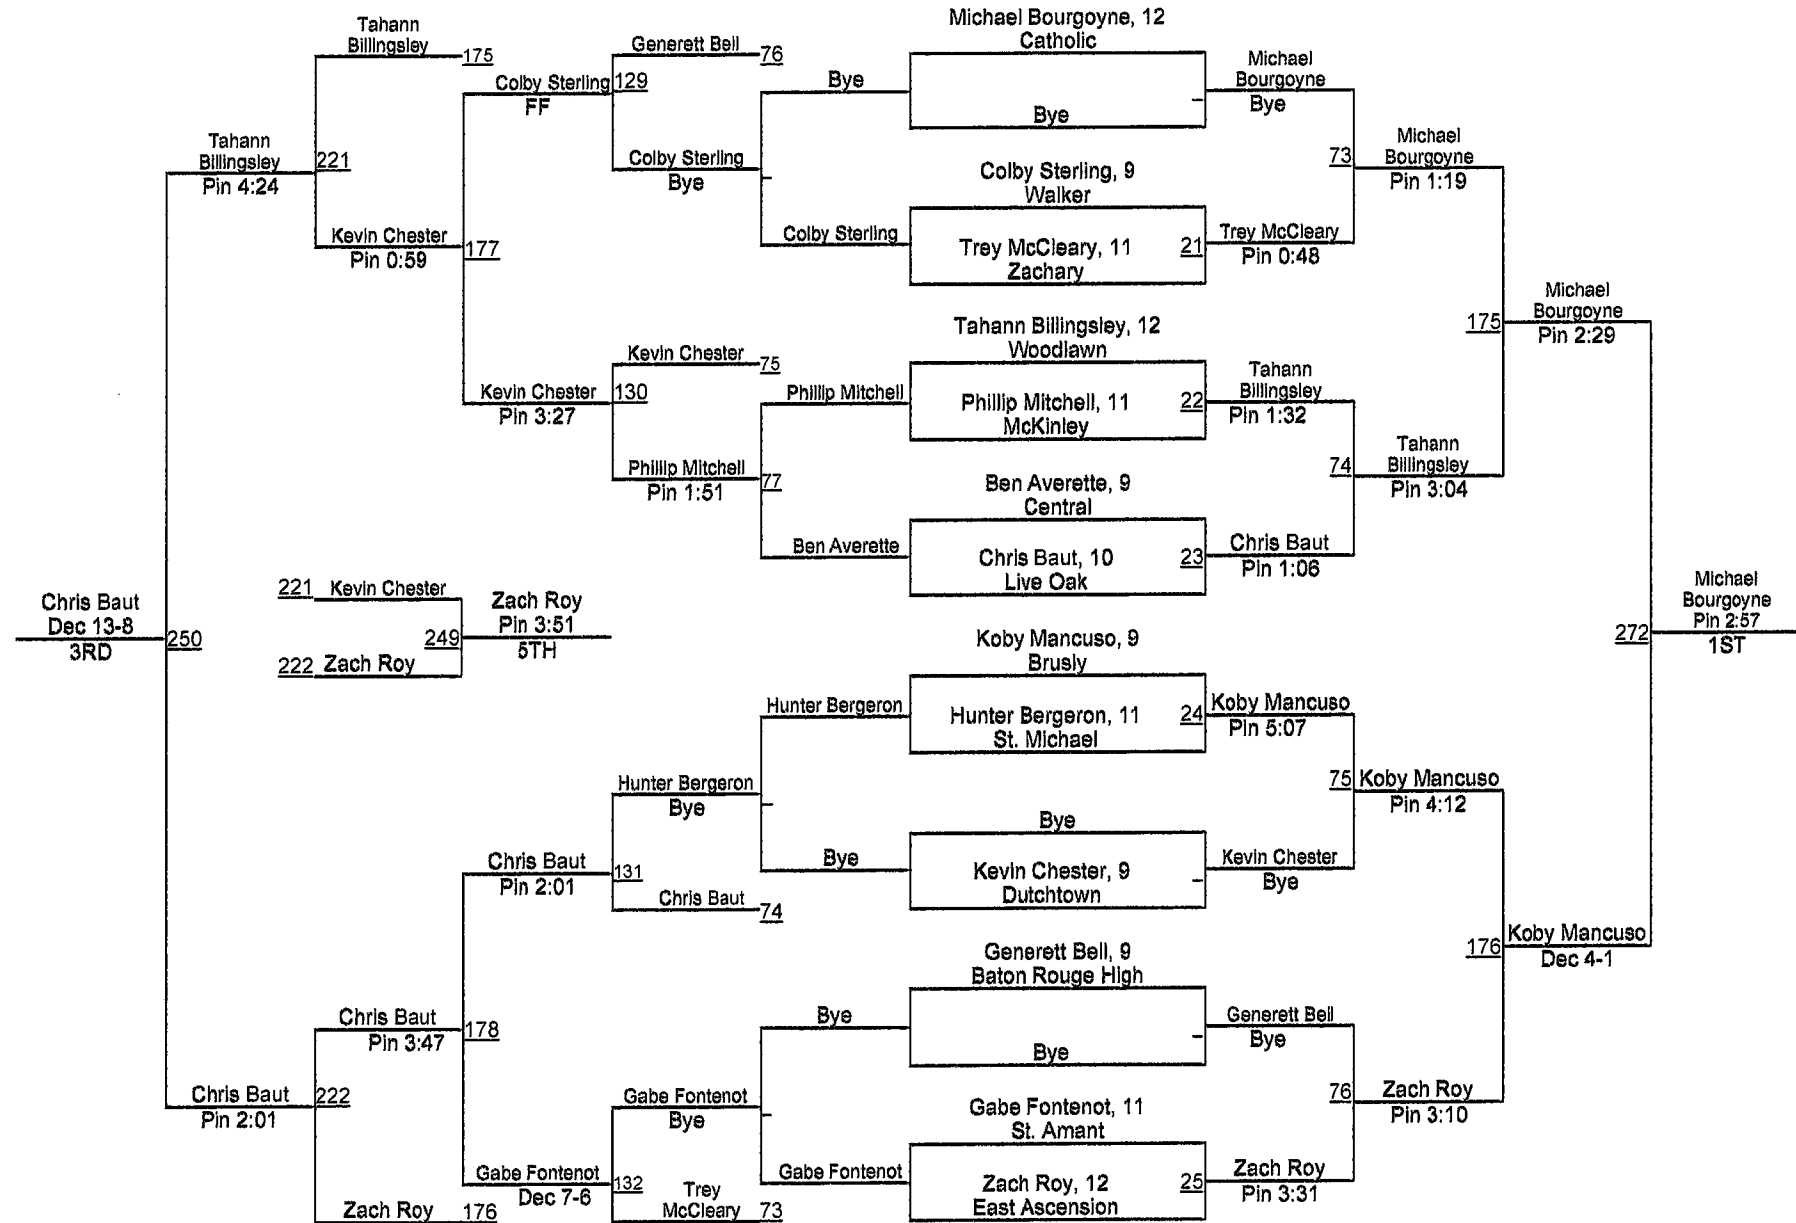 Tahann
Billingsley
175
Generett Bell
76
Michael Bourgoyne, 12
Catholic
Colby Sterling
129
FF
Bye
Bye
Michael
Bourgoyne
Bye
Tahann
Billingsley
221
Pin 4:24
Colby Sterling
Bye
Colby Sterling, 9
Walker
73
Michael
Bourgoyne
Pin 1:19
Kevin Chester
177
Pin 0:59
Colby Sterling
Trey McCleary, 11
Zachary
21
Trey McCleary
Pin 0:48
Tahann Billingsley, 12
Woodlawn
175
Michael
Bourgoyne
Pin 2:29
Kevin Chester
75
Kevin Chester
130
Pin 3:27
Phillip Mitchell
Phillip Mitchell, 11
McKinley
22
Tahann
Billingsley
Pin 1:32
Phillip Mitchell
77
Pin 1:51
Ben Averette, 9
Central
74
Tahann
Billingsley
Pin 3:04
Ben Averette
Chris Baut, 10
Live Oak
23
Chris Baut
Pin 1:06
221
Kevin Chester
Chris Baut
Dec 13-8
3RD
250
249
Zach Roy
Pin 3:51
5TH
222
Zach Roy
Koby Mancuso, 9
Brusly
272
Michael
Bourgoyne
Pin 2:57
1ST
Hunter Bergeron
Hunter Bergeron, 11
St. Michael
24
Koby Mancuso
Pin 5:07
Hunter Bergeron
Bye
75
Koby Mancuso
Pin 4:12
Chris Baut
131
Pin 2:01
Bye
Bye
Kevin Chester, 9
Dutchtown
Kevin Chester
Bye
Chris Baut
74
Generett Bell, 9
Baton Rouge High
176
Koby Mancuso
Dec 4-1
Chris Baut
178
Pin 3:47
Bye
Bye
Generett Bell
Bye
Chris Baut
222
Pin 2:01
Gabe Fontenot
Bye
Gabe Fontenot, 11
St. Amant
76
Zach Roy
Pin 3:10
Gabe Fontenot
132
Dec 7-6
Gabe Fontenot
Zach Roy, 12
East Ascension
25
Zach Roy
Pin 3:31
Zach Roy
176
Trey
McCleary
73